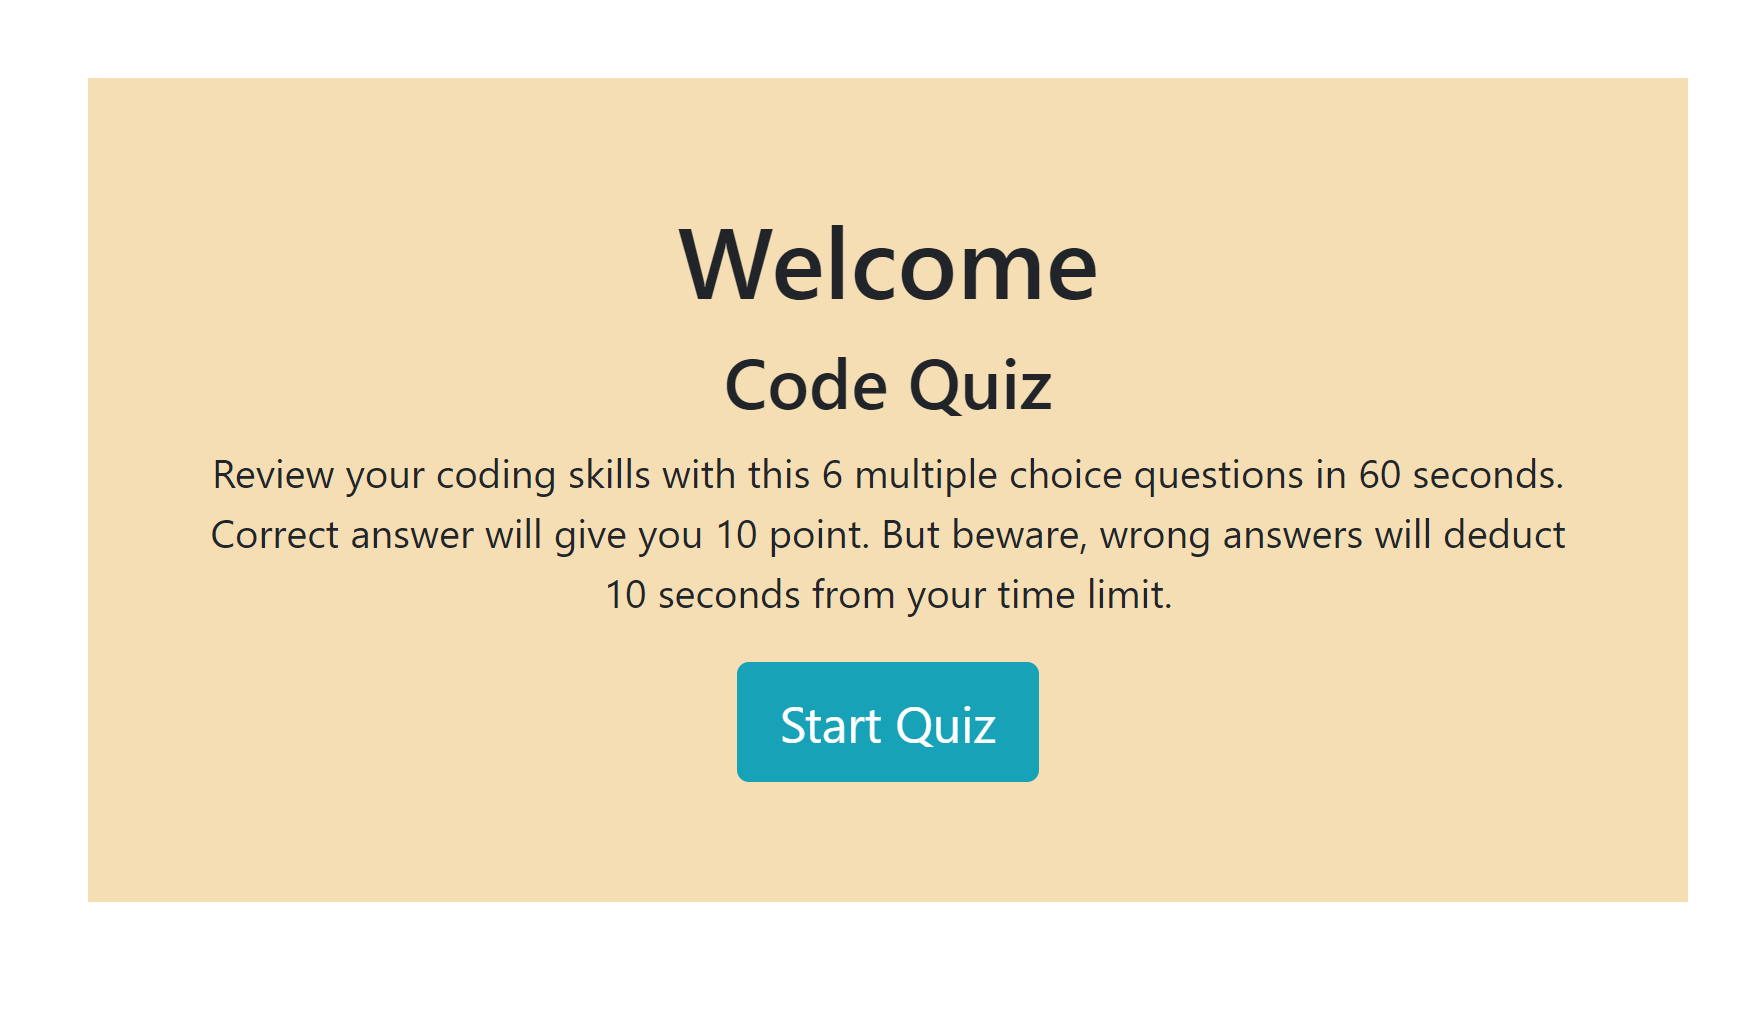 Welcome
Code Quiz
Review your coding skills with this 6 multiple choice questions in 60 seconds.
Correct answer will give you 10 point. But beware, wrong answers will deduct
10 seconds from your time limit.
Start Quiz